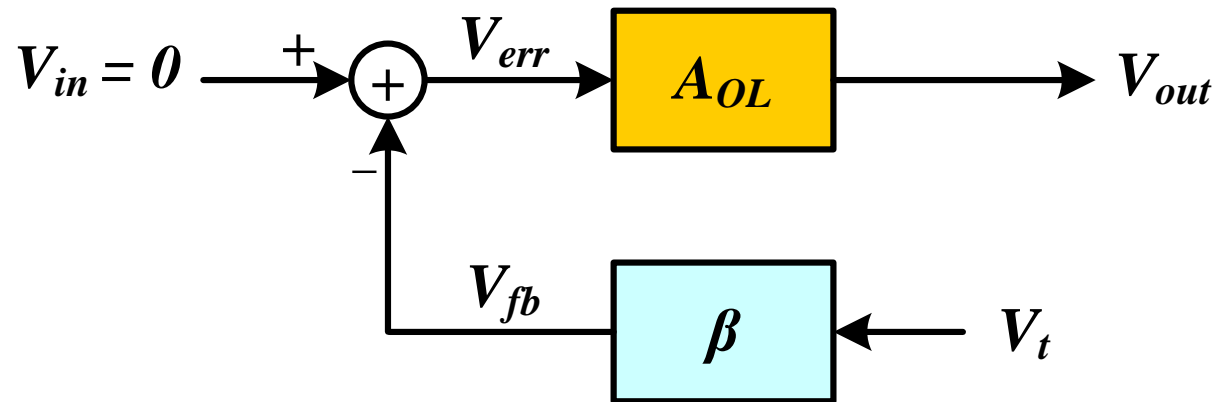 V_in = 0
+
+
V_err
A_OL
V_out
−
V_fb
β
V_t